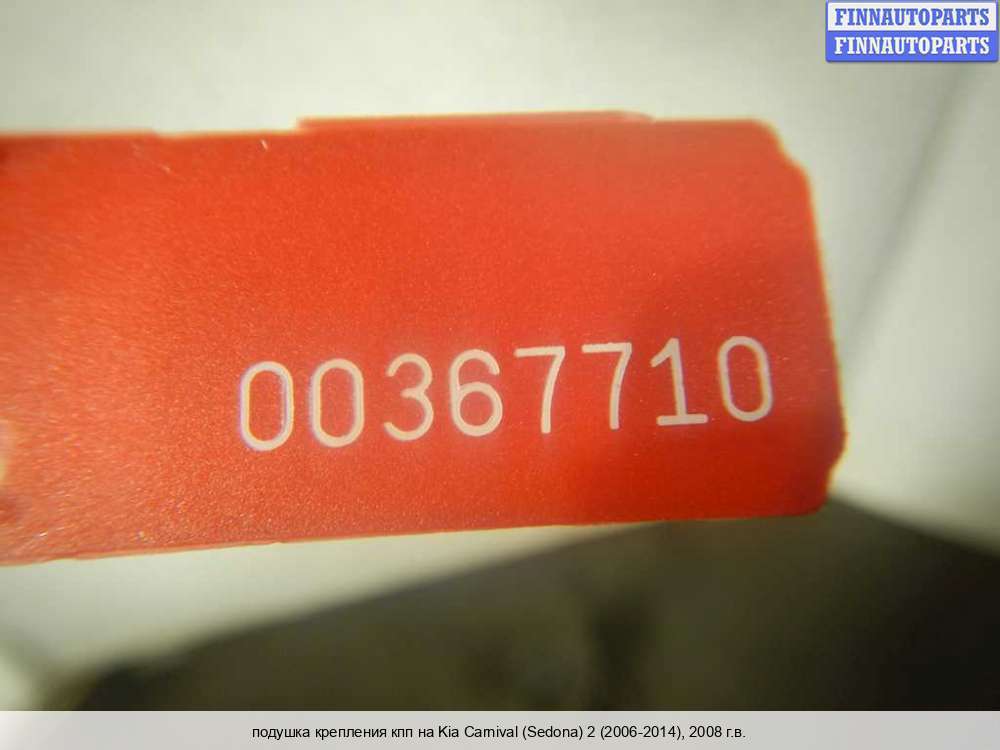 FINNAUTOPARTS
FINNAUTOPARTS
00367710
подушка крепления кпп на Kia Carnival (Sedona) 2 (2006-2014), 2008 г.в.